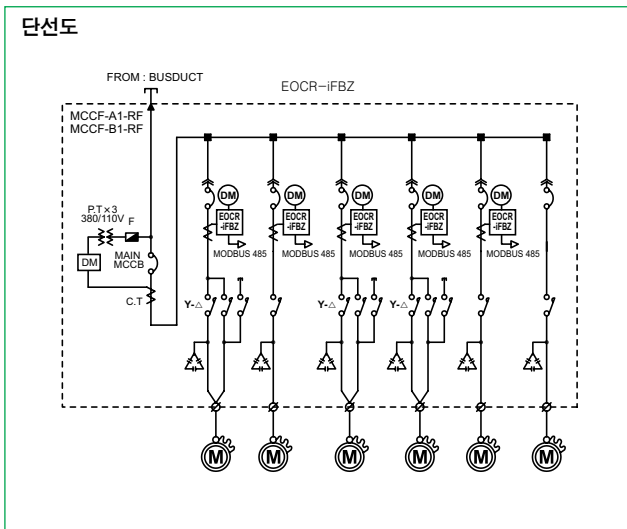 단선도
FROM : BUSDUCT
EOCR-iFBZ
MCCF-A1-RF
MCCF-B1-RF
P.T×3
380/110V
F
DM
MAIN
MCCB
C.T
DM
EOCR
-iFBZ
MODBUS 485
DM
EOCR
-iFBZ
MODBUS 485
DM
EOCR
-iFBZ
MODBUS 485
DM
EOCR
-iFBZ
MODBUS 485
DM
EOCR
-iFBZ
MODBUS 485
Y-△
Y-△
Y-△
M
M
M
M
M
M